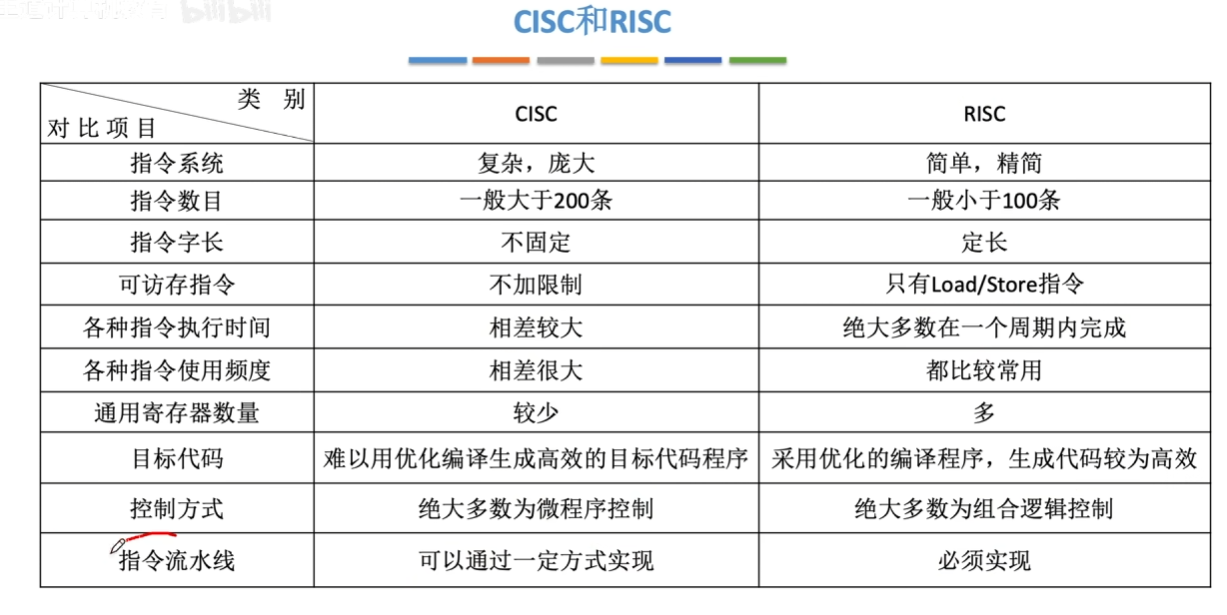 bilibili
CISC和RISC
类 别
对比项目
CISC
RISC
指令系统
复杂，庞大
简单，精简
指令数目
一般大于200条
一般小于100条
指令字长
不固定
定长
可访存指令
不加限制
只有Load/Store指令
各种指令执行时间
相差较大
绝大多数在一个周期内完成
各种指令使用频度
相差很大
都比较常用
通用寄存器数量
较少
多
目标代码
难以用优化编译生成高效的目标代码程序
采用优化的编译程序，生成代码较为高效
控制方式
绝大多数为微程序控制
绝大多数为组合逻辑控制
指令流水线
可以通过一定方式实现
必须实现